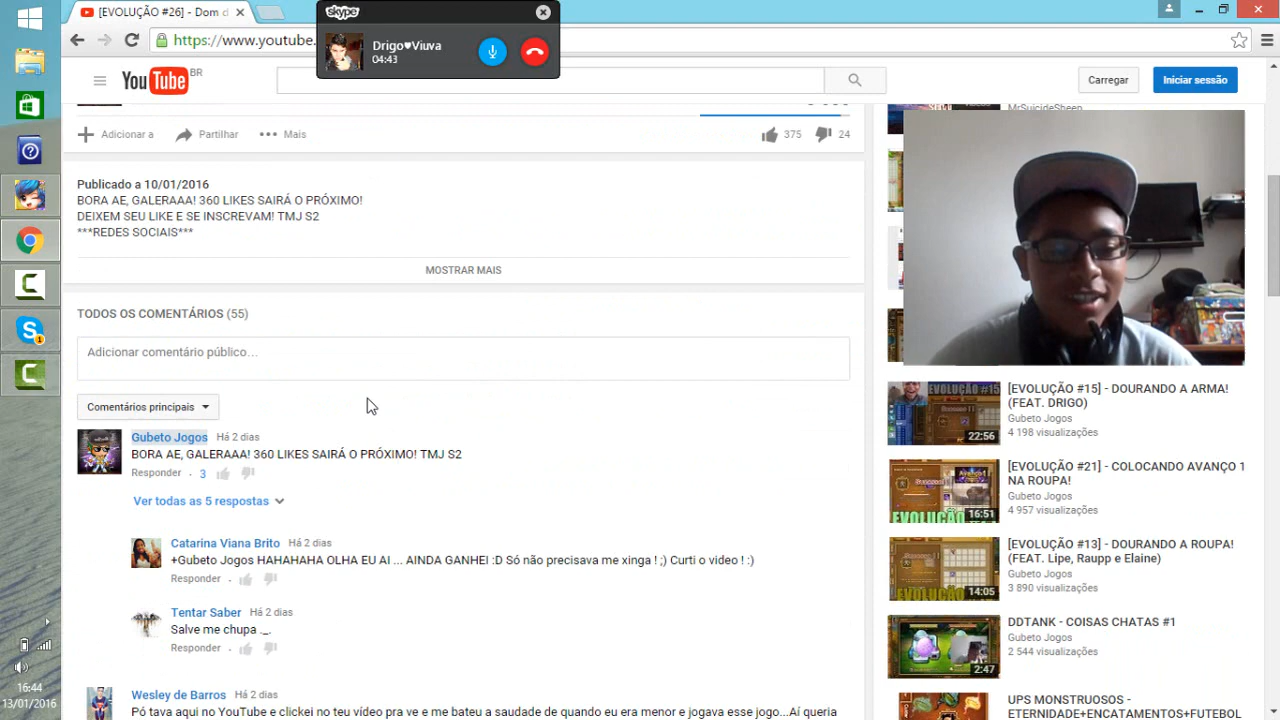 [EVOLUÇÃO #26] - Dom d
skype
Drigo♥Viuva
04:43
https://www.youtube.
YouTube BR
Carregar
Iniciar sessão
MrSuicideSheep
Adicionar a
Partilhar
Mais
375
24
Publicado a 10/01/2016
BORA AE, GALERAAA! 360 LIKES SAIRÁ O PRÓXIMO!
DEIXEM SEU LIKE E SE INSCREVAM! TMJ S2
***REDES SOCIAIS***
MOSTRAR MAIS
TODOS OS COMENTÁRIOS (55)
Adicionar comentário público...
Comentários principais
Gubeto Jogos Há 2 dias
BORA AE, GALERAAA! 360 LIKES SAIRÁ O PRÓXIMO! TMJ S2
Responder · 3
Ver todas as 5 respostas
Catarina Viana Brito Há 2 dias
+Gubeto Jogos HAHAHAHA OLHA EU AI ... AINDA GANHEI :D Só não precisava me xinga ! ;) Curti o video ! :)
Responder ·
Tentar Saber Há 2 dias
Salve me chupa ._.
Responder ·
Wesley de Barros Há 2 dias
Pó tava aqui no Youtube e clickei no teu vídeo pra ve e me bateu a saudade de quando eu era menor e jogava esse jogo...Aí queria
EVOLUÇÃO #15
22:56
[EVOLUÇÃO #15] - DOURANDO A ARMA!
(FEAT. DRIGO)
Gubeto Jogos
4 198 visualizações
EVOLUÇÃO
16:51
[EVOLUÇÃO #21] - COLOCANDO AVANÇO 1
NA ROUPA!
Gubeto Jogos
4 957 visualizações
EVOLUÇÃO
14:05
[EVOLUÇÃO #13] - DOURANDO A ROUPA!
(FEAT. Lipe, Raupp e Elaine)
Gubeto Jogos
3 890 visualizações
2:47
DDTANK - COISAS CHATAS #1
Gubeto Jogos
2 544 visualizações
UPS MONSTRUOSOS -
ETERNIDADE+ENCATAMENTOS+FUTEBOL
1
16:44
13/01/2016